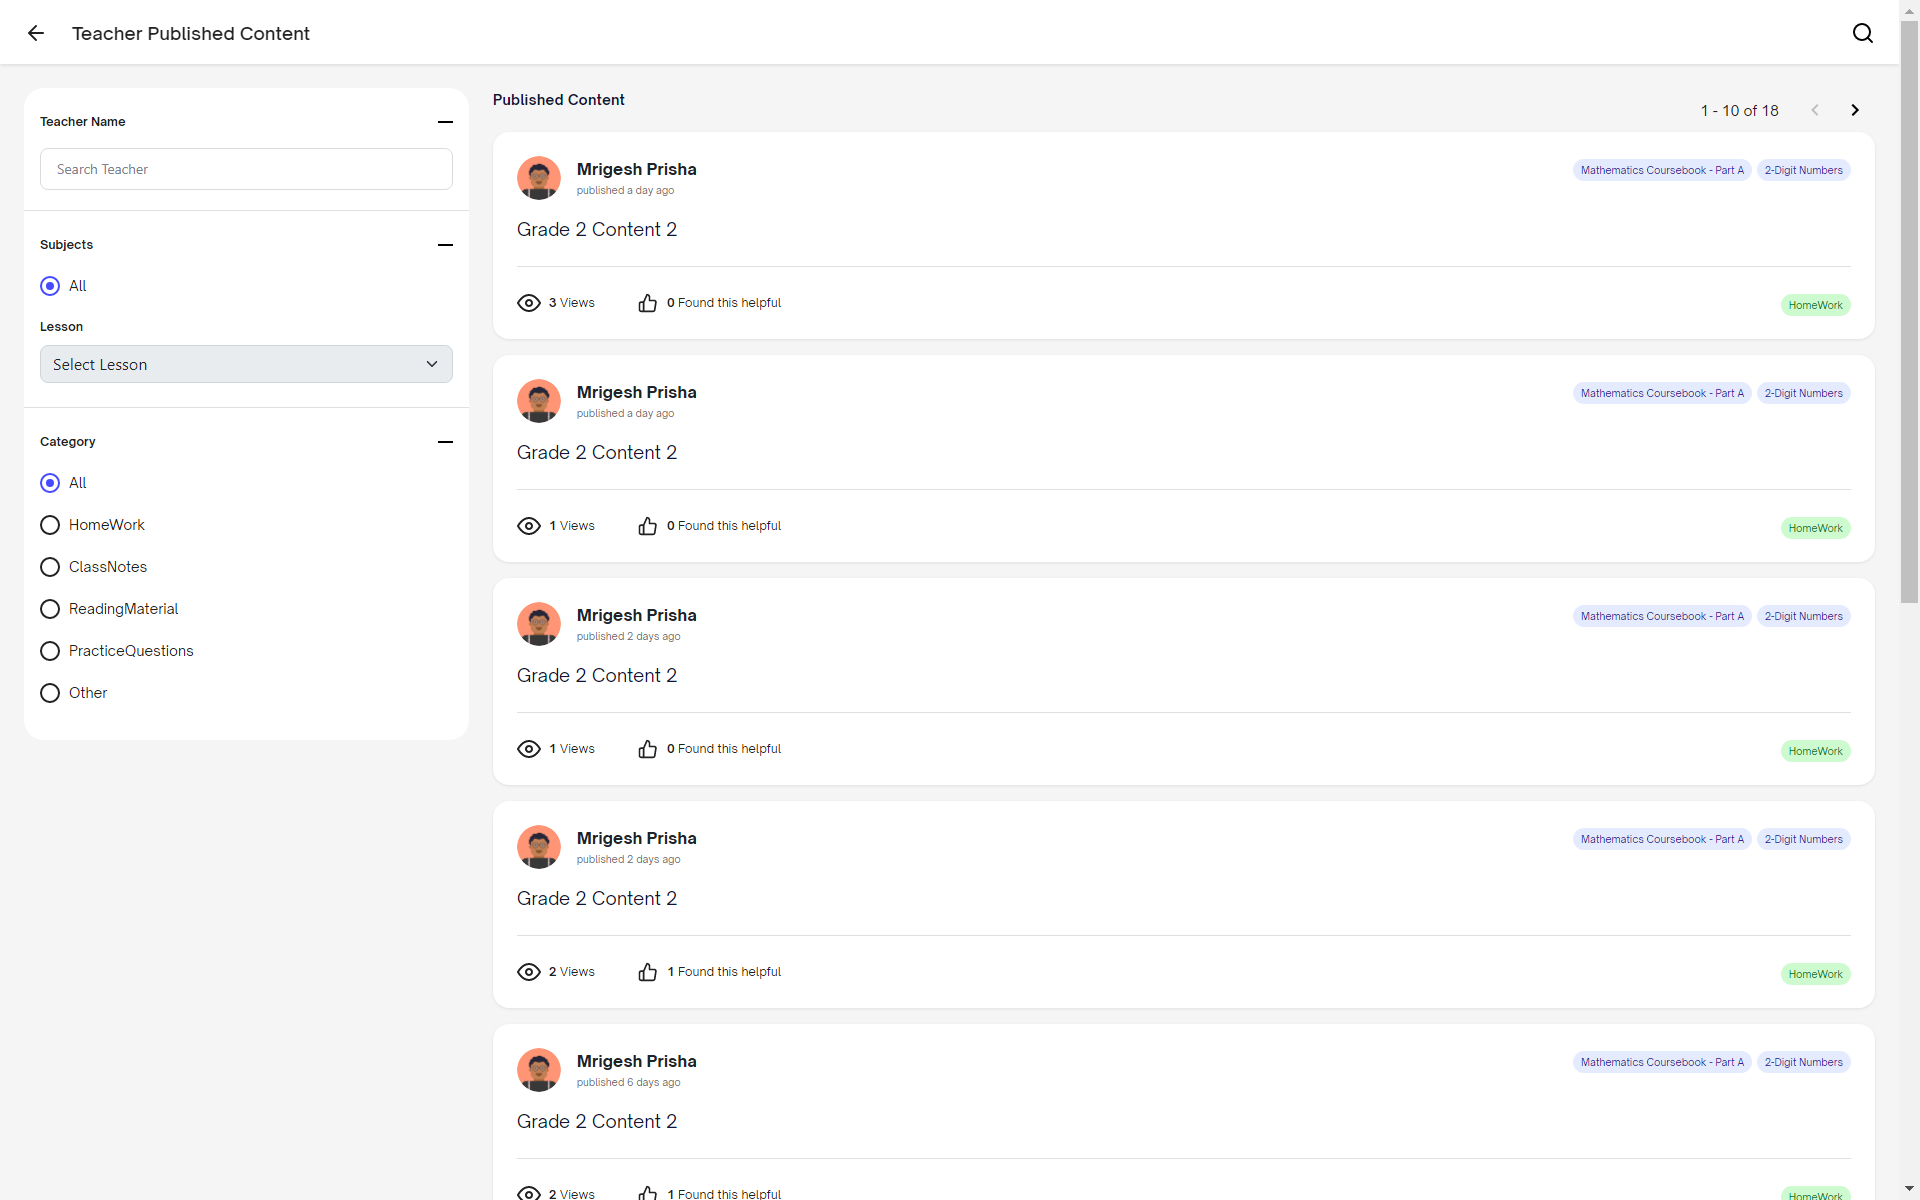 Teacher Published Content
Teacher Name
Search Teacher
Subjects
All
Lesson
Select Lesson
Category
All
HomeWork
ClassNotes
ReadingMaterial
PracticeQuestions
Other
Published Content
1 - 10 of 18
Mrigesh Prisha
published a day ago
Mathematics Coursebook - Part A
2-Digit Numbers
Grade 2 Content 2
3 Views
0 Found this helpful
HomeWork
Mrigesh Prisha
published a day ago
Mathematics Coursebook - Part A
2-Digit Numbers
Grade 2 Content 2
1 Views
0 Found this helpful
HomeWork
Mrigesh Prisha
published 2 days ago
Mathematics Coursebook - Part A
2-Digit Numbers
Grade 2 Content 2
1 Views
0 Found this helpful
HomeWork
Mrigesh Prisha
published 2 days ago
Mathematics Coursebook - Part A
2-Digit Numbers
Grade 2 Content 2
2 Views
1 Found this helpful
HomeWork
Mrigesh Prisha
published 6 days ago
Mathematics Coursebook - Part A
2-Digit Numbers
Grade 2 Content 2
2 Views
1 Found this helpful
HomeWork